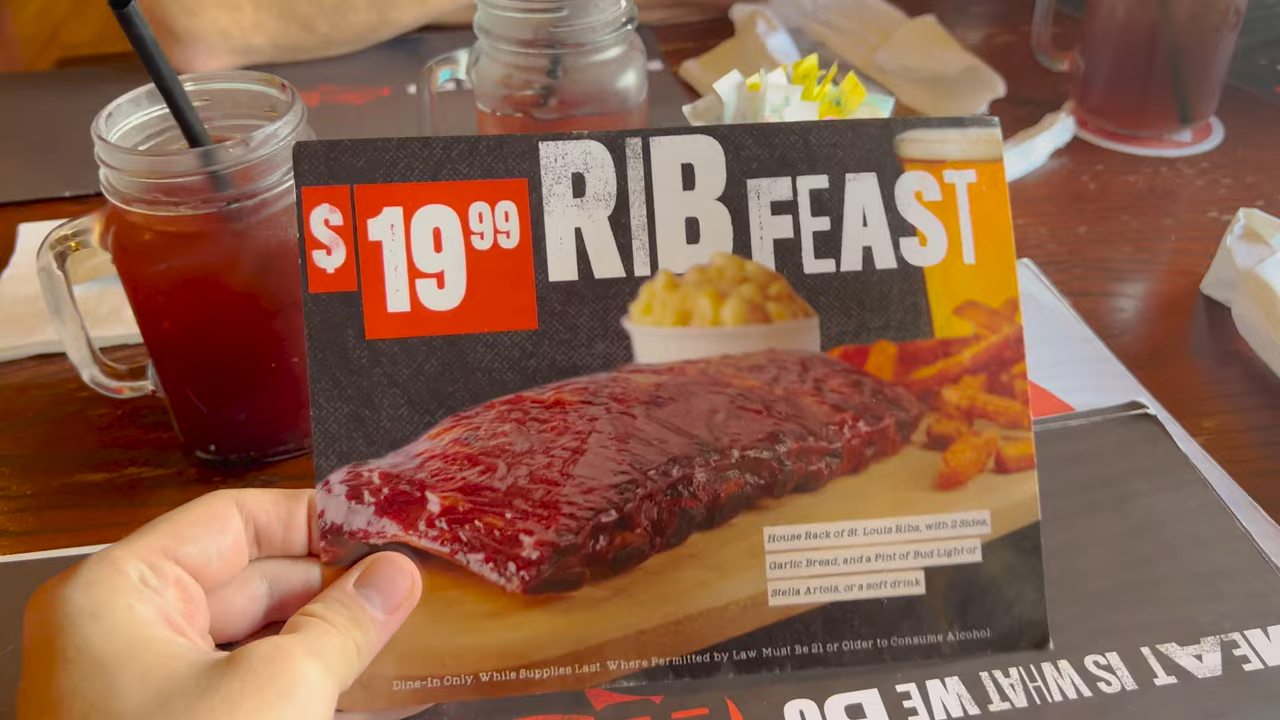 $19.99
RIB FEAST
House Rack of St. Louis Ribs, with 2 Sides,
Garlic Bread, and a Pint of Bud Light or
Stella Artois, or a soft drink
Dine-In Only. While Supplies Last. Where Permitted by Law. Must Be 21 or Older to Consume Alcohol
MEAT IS WHAT WE DO